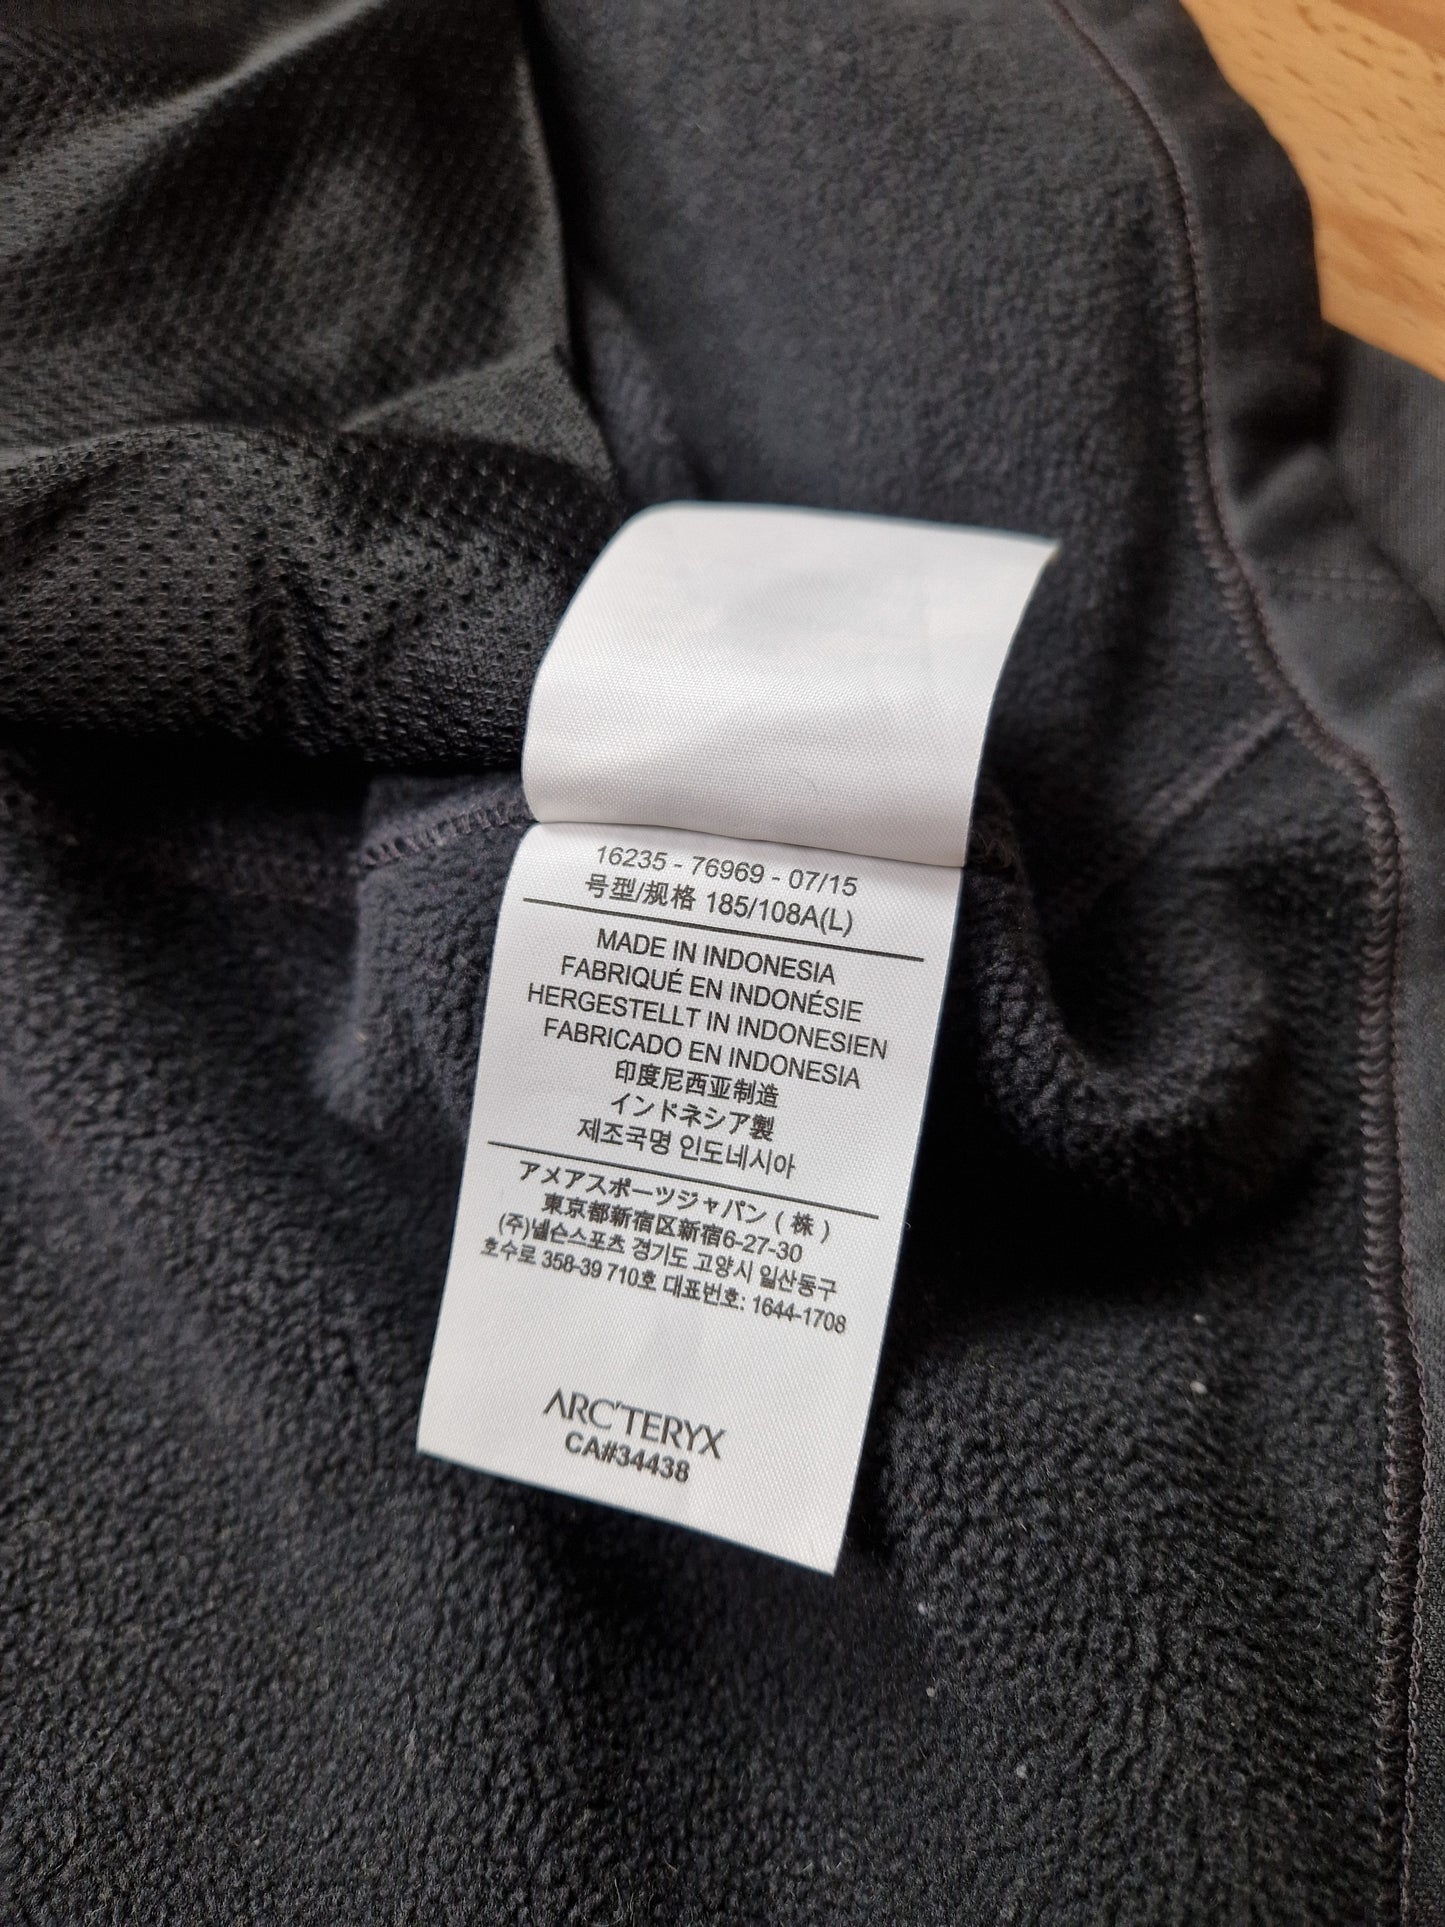 16235 - 76969 - 07/15
号型/规格 185/108A(L)
MADE IN INDONESIA
FABRIQUÉ EN INDONÉSIE
HERGESTELLT IN INDONESIEN
FABRICADO EN INDONESIA
印度尼西亚制造
インドネシア製
제조국명 인도네시아
アメアスポーツジャパン ( 株 )
東京都新宿区新宿6-27-30
(주)넬슨스포츠 경기도 고양시 일산동구
호수로 358-39 710호 대표번호: 1644-1708
ARC'TERYX
CA#34438